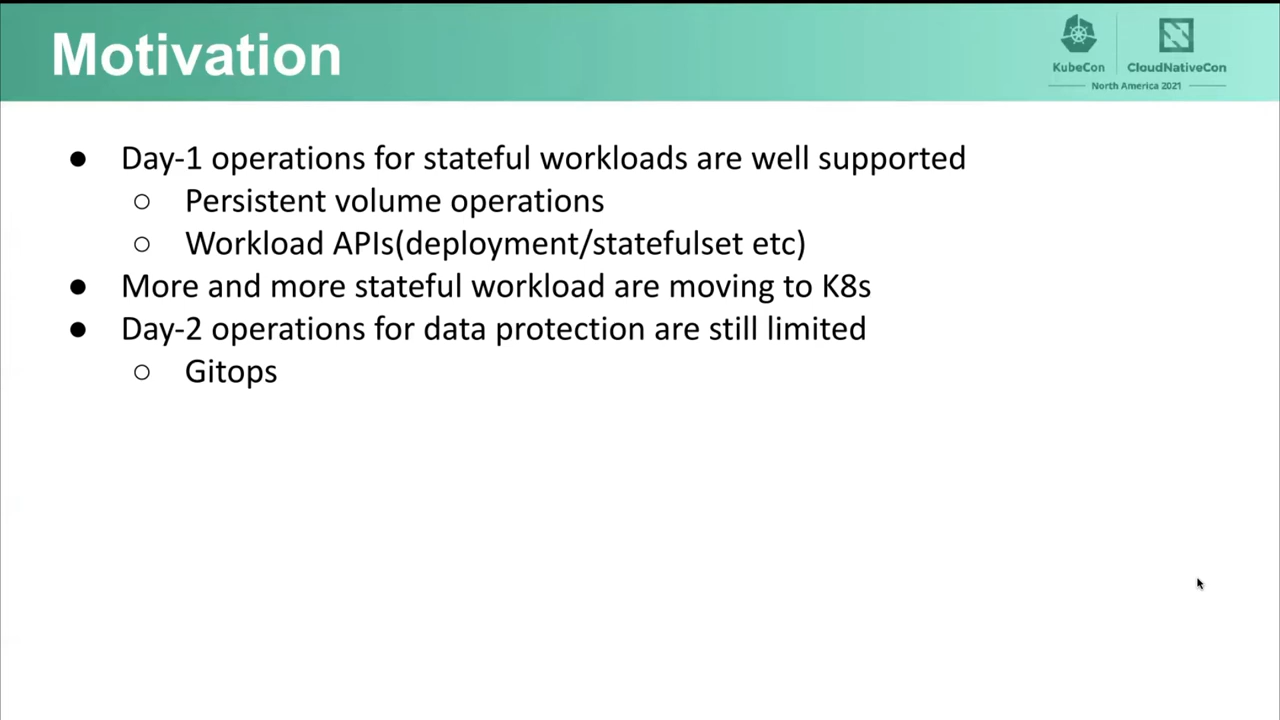 Motivation
KubeCon
CloudNativeCon
North America 2021
● Day-1 operations for stateful workloads are well supported
○ Persistent volume operations
○ Workload APIs(deployment/statefulset etc)
● More and more stateful workload are moving to K8s
● Day-2 operations for data protection are still limited
○ Gitops